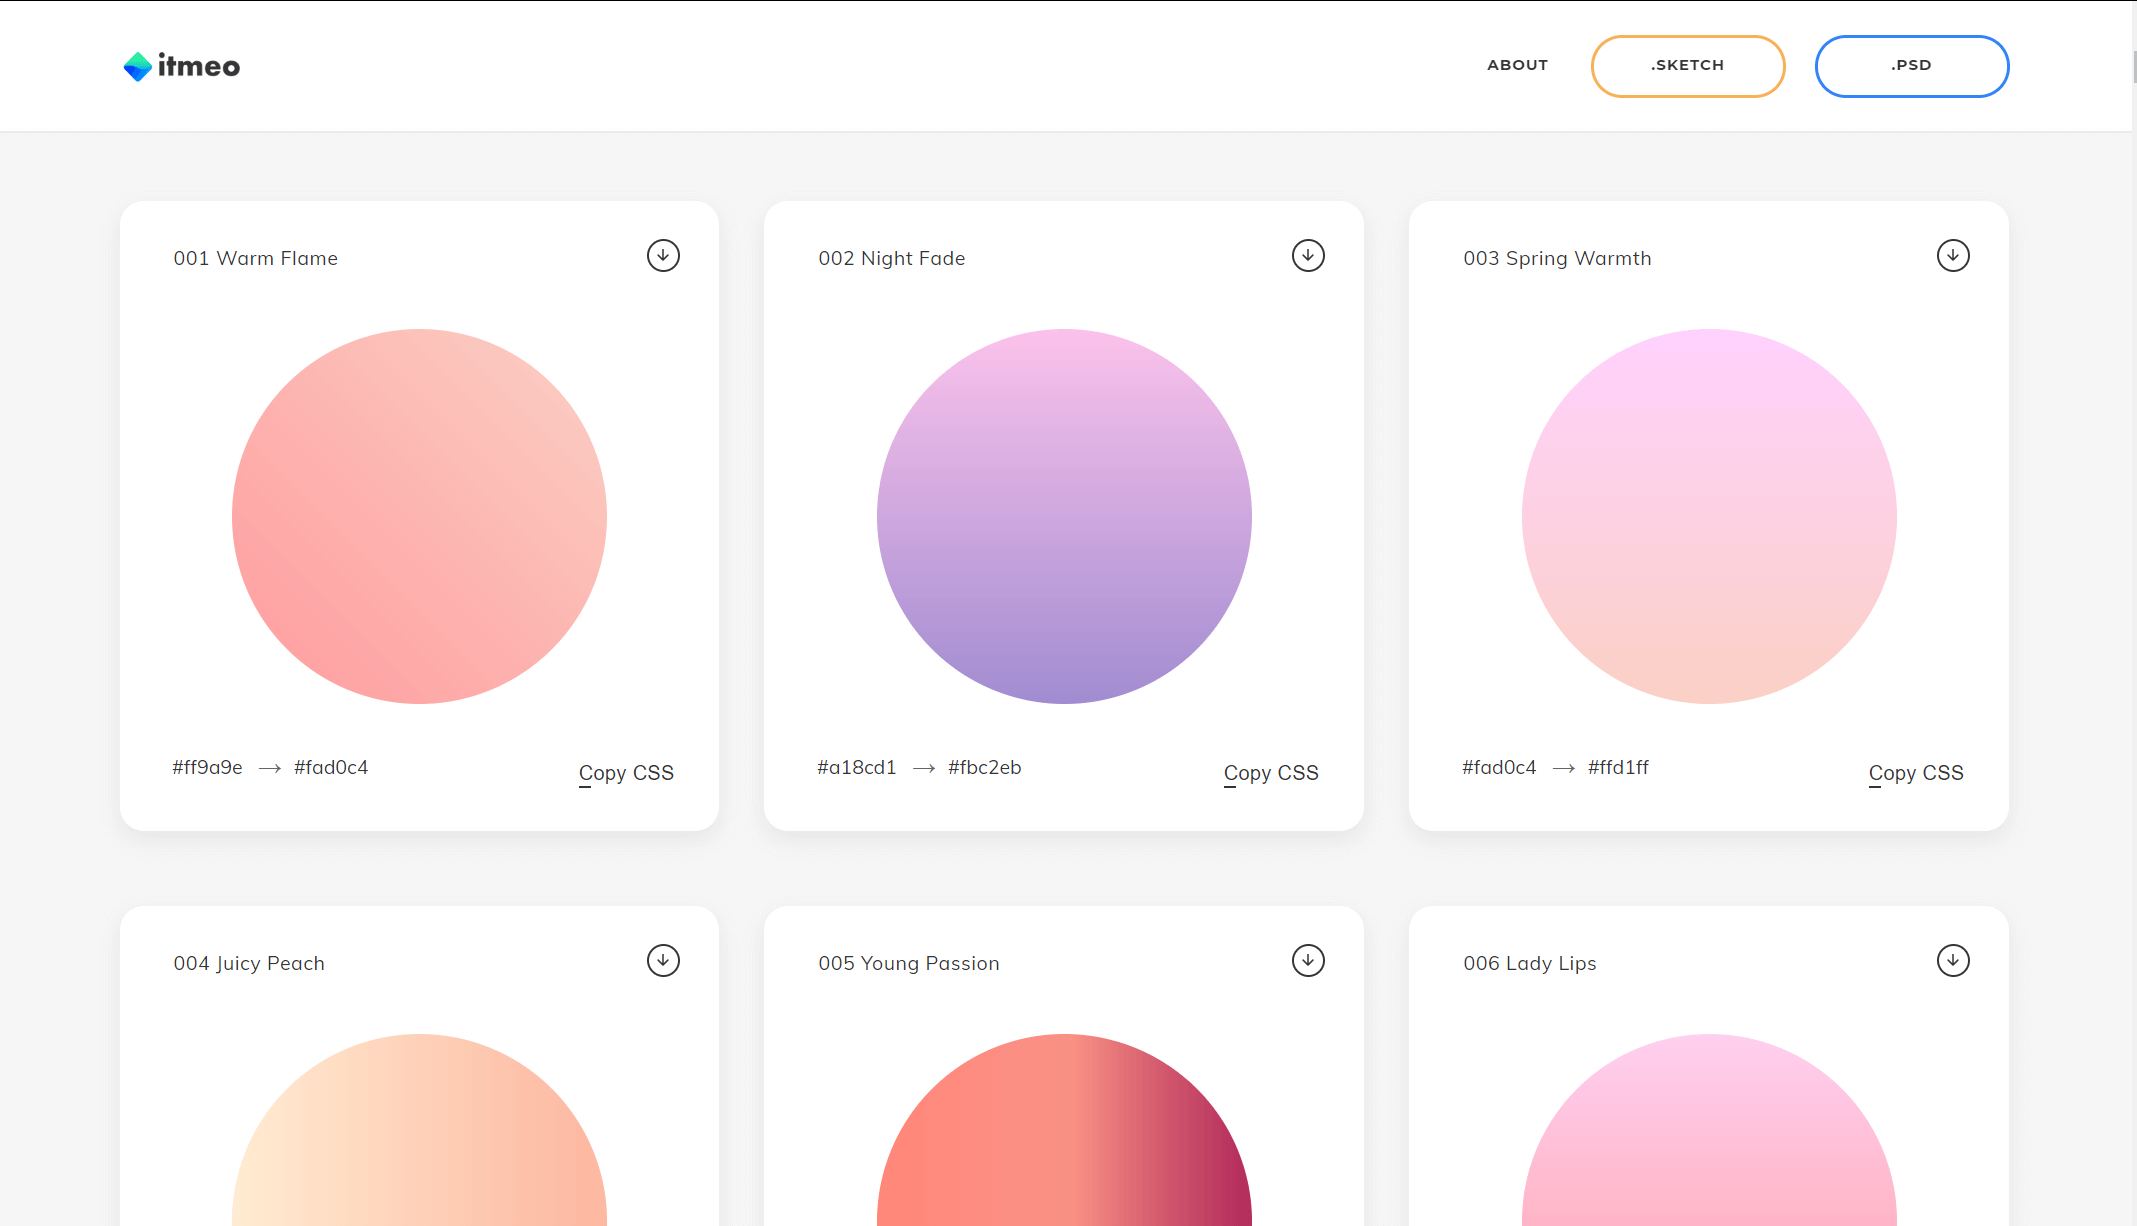 itmeo
ABOUT
.SKETCH
.PSD
001 Warm Flame
002 Night Fade
003 Spring Warmth
#ff9a9e → #fad0c4
Copy CSS
#a18cd1 → #fbc2eb
Copy CSS
#fad0c4 → #ffd1ff
Copy CSS
004 Juicy Peach
005 Young Passion
006 Lady Lips